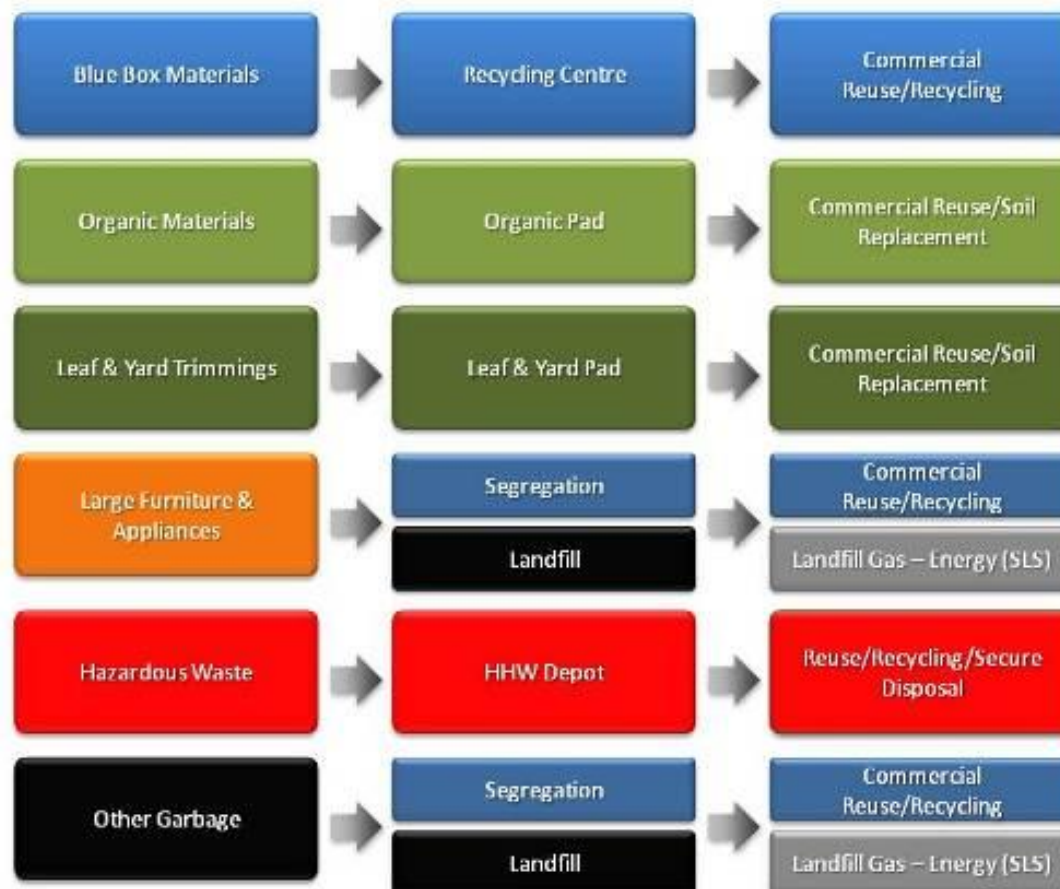 Blue Box Materials
Recycling Centre
Commercial
Reuse/Recycling
Organic Materials
Organic Pad
Commercial Reuse/Soil
Replacement
Leaf & Yard Trimmings
Leaf & Yard Pad
Commercial Reuse/Soil
Replacement
Large Furniture &
Appliances
Segregation
Landfill
Commercial
Reuse/Recycling
Landfill Gas – Energy (SLS)
Hazardous Waste
HHW Depot
Reuse/Recycling/Secure
Disposal
Other Garbage
Segregation
Landfill
Commercial
Reuse/Recycling
Landfill Gas – Energy (SLS)